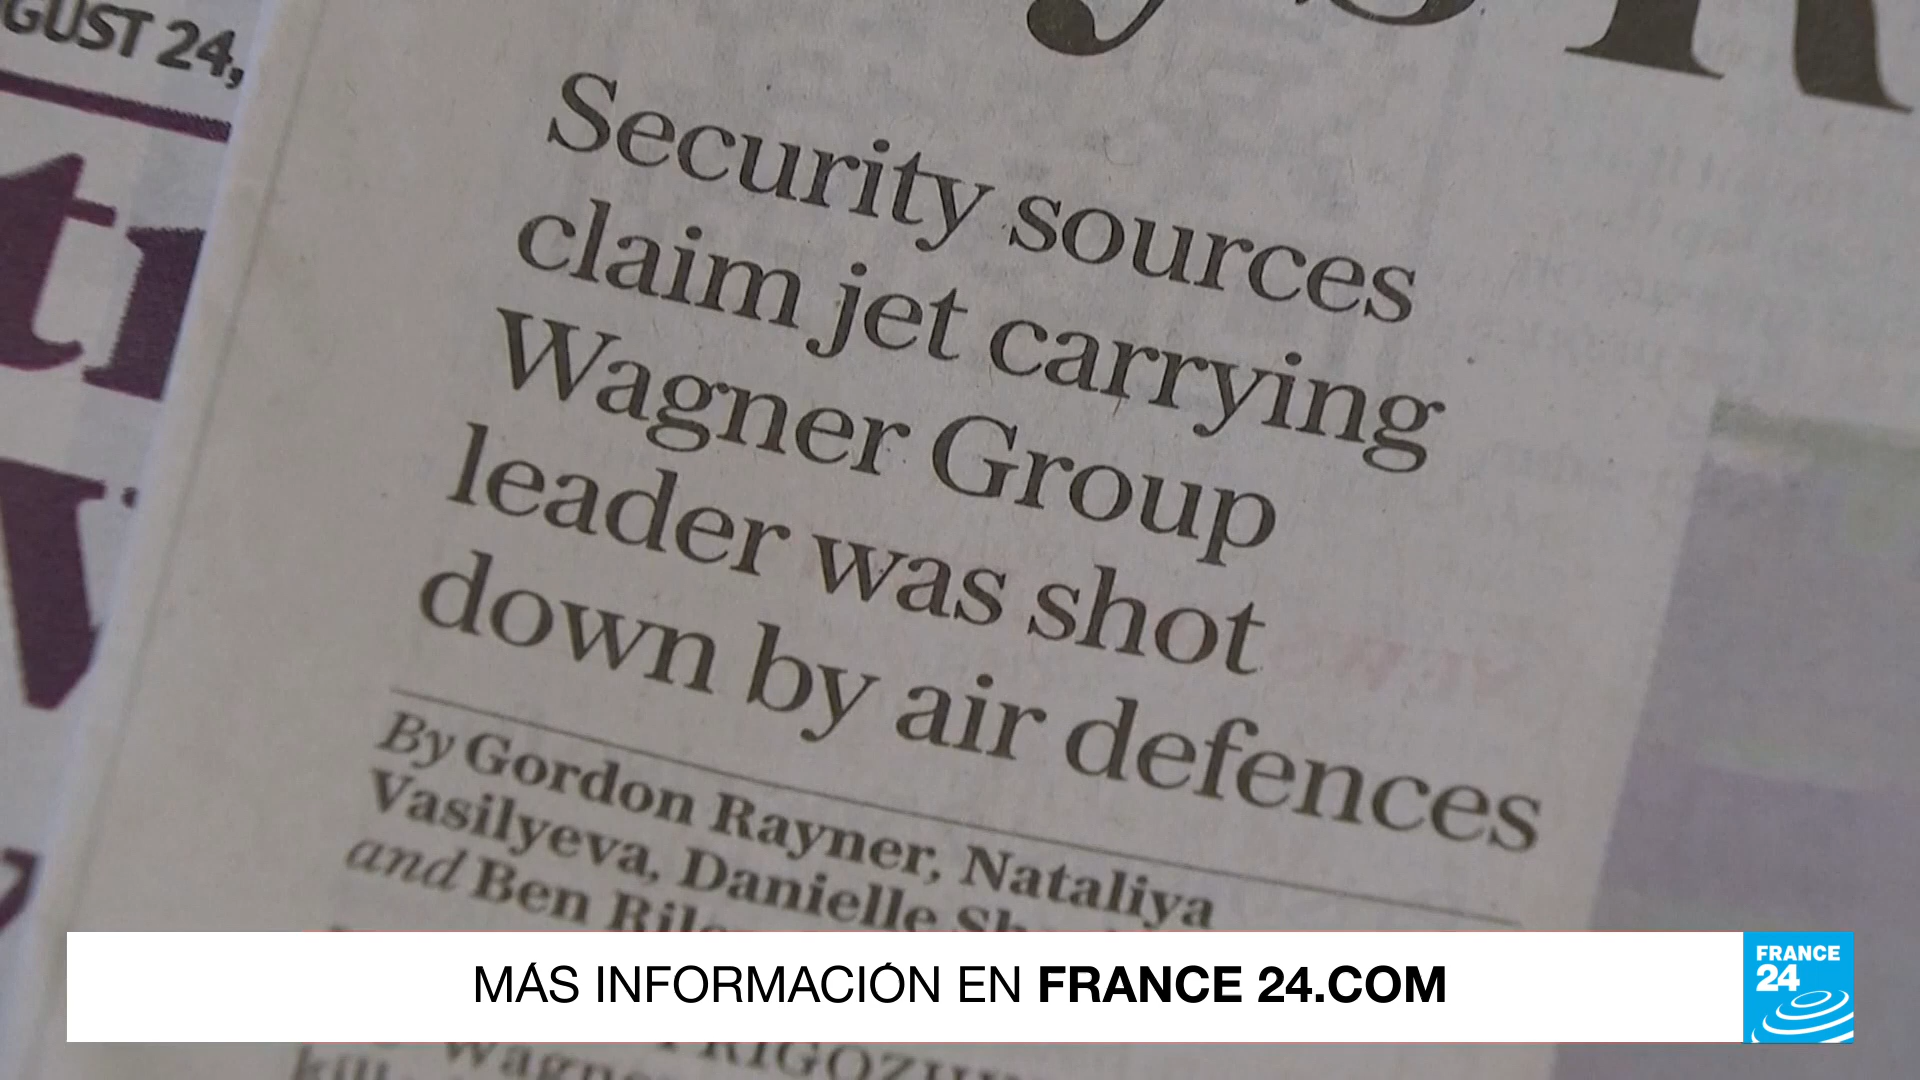 GUST 24,
Security sources
claim jet carrying
Wagner Group
leader was shot
down by air defences
By Gordon Rayner, Nataliya
Vasilyeva, Danielle
and Ben
MÁS INFORMACIÓN EN FRANCE 24.COM
FRANCE
24